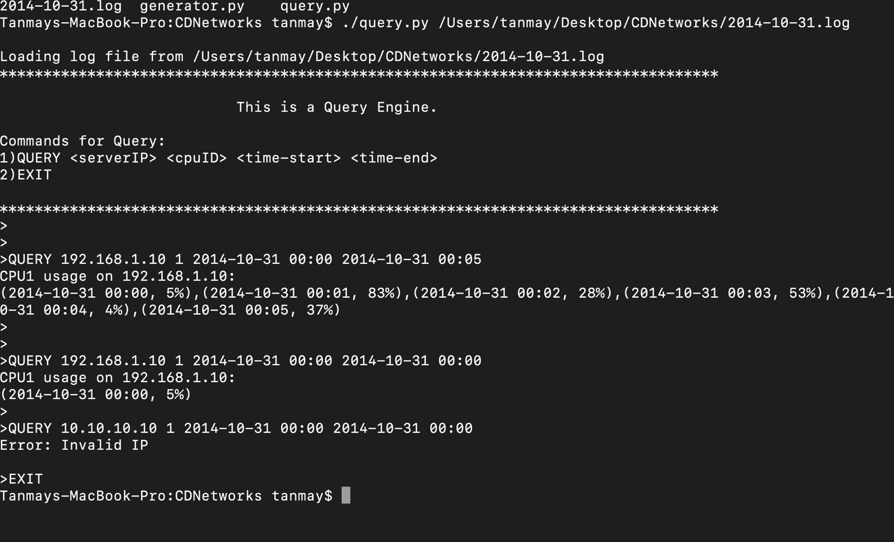 2014-10-31.log  generator.py    query.py
Tanmays-MacBook-Pro:CDNetworks tanmay$ ./query.py /Users/tanmay/Desktop/CDNetworks/2014-10-31.log
Loading log file from /Users/tanmay/Desktop/CDNetworks/2014-10-31.log
**********************************************************************************
This is a Query Engine.
Commands for Query:
1)QUERY <serverIP> <cpuID> <time-start> <time-end>
2)EXIT
**********************************************************************************
>
>
>QUERY 192.168.1.10 1 2014-10-31 00:00 2014-10-31 00:05
CPU1 usage on 192.168.1.10:
(2014-10-31 00:00, 5%),(2014-10-31 00:01, 83%),(2014-10-31 00:02, 28%),(2014-10-31 00:03, 53%),(2014-1
0-31 00:04, 4%),(2014-10-31 00:05, 37%)
>
>
>QUERY 192.168.1.10 1 2014-10-31 00:00 2014-10-31 00:00
CPU1 usage on 192.168.1.10:
(2014-10-31 00:00, 5%)
>
>QUERY 10.10.10.10 1 2014-10-31 00:00 2014-10-31 00:00
Error: Invalid IP
>EXIT
Tanmays-MacBook-Pro:CDNetworks tanmay$